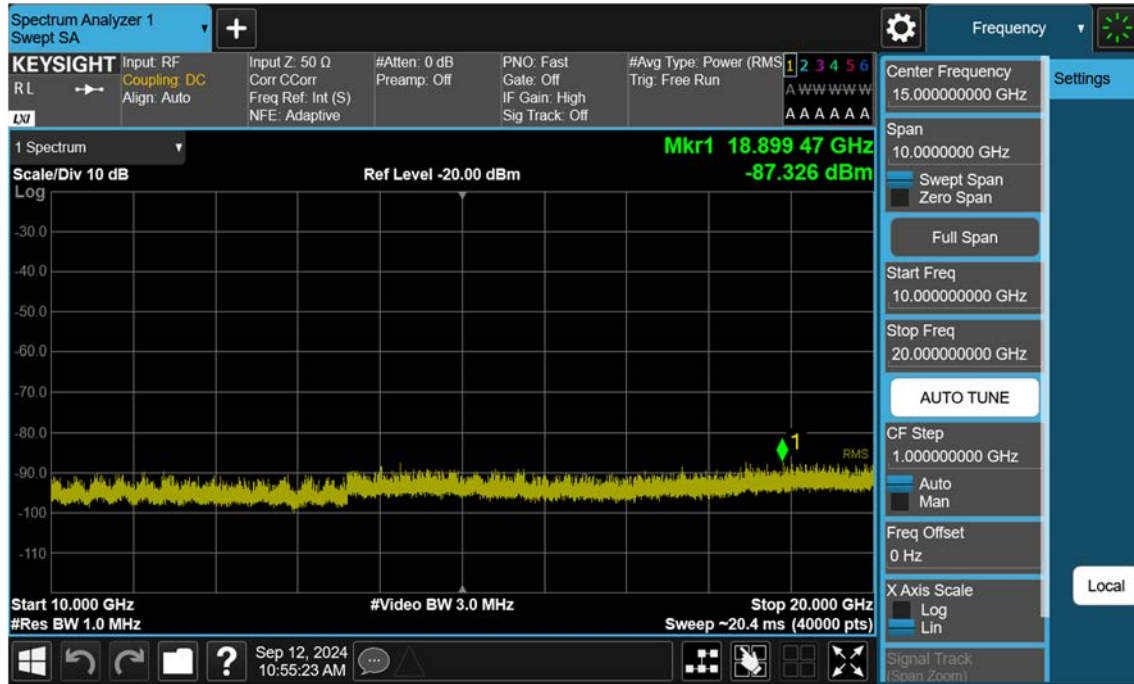 Spectrum Analyzer 1
Swept SA
+
Frequency
KEYSIGHT
R L
LXI
Input: RF
Coupling: DC
Align: Auto
Input Z: 50 Ω
Corr CCorr
Freq Ref: Int (S)
NFE: Adaptive
#Atten: 0 dB
Preamp: Off
PNO: Fast
Gate: Off
IF Gain: High
Sig Track: Off
#Avg Type: Power (RMS
Trig: Free Run
1 2 3 4 5 6
A W W W W W
A A A A A A
1 Spectrum
Scale/Div 10 dB
Log
Ref Level -20.00 dBm
Mkr1 18.899 47 GHz
-87.326 dBm
-30.0
-40.0
-50.0
-60.0
-70.0
-80.0
-90.0
-100
-110
1
RMS
Start 10.000 GHz
#Res BW 1.0 MHz
#Video BW 3.0 MHz
Stop 20.000 GHz
Sweep ~20.4 ms (40000 pts)
Center Frequency
15.000000000 GHz
Span
10.0000000 GHz
Swept Span
Zero Span
Full Span
Start Freq
10.000000000 GHz
Stop Freq
20.000000000 GHz
AUTO TUNE
CF Step
1.000000000 GHz
Auto
Man
Freq Offset
0 Hz
X Axis Scale
Log
Lin
Signal Track
(Span Zoom)
Settings
Local
?
Sep 12, 2024
10:55:23 AM